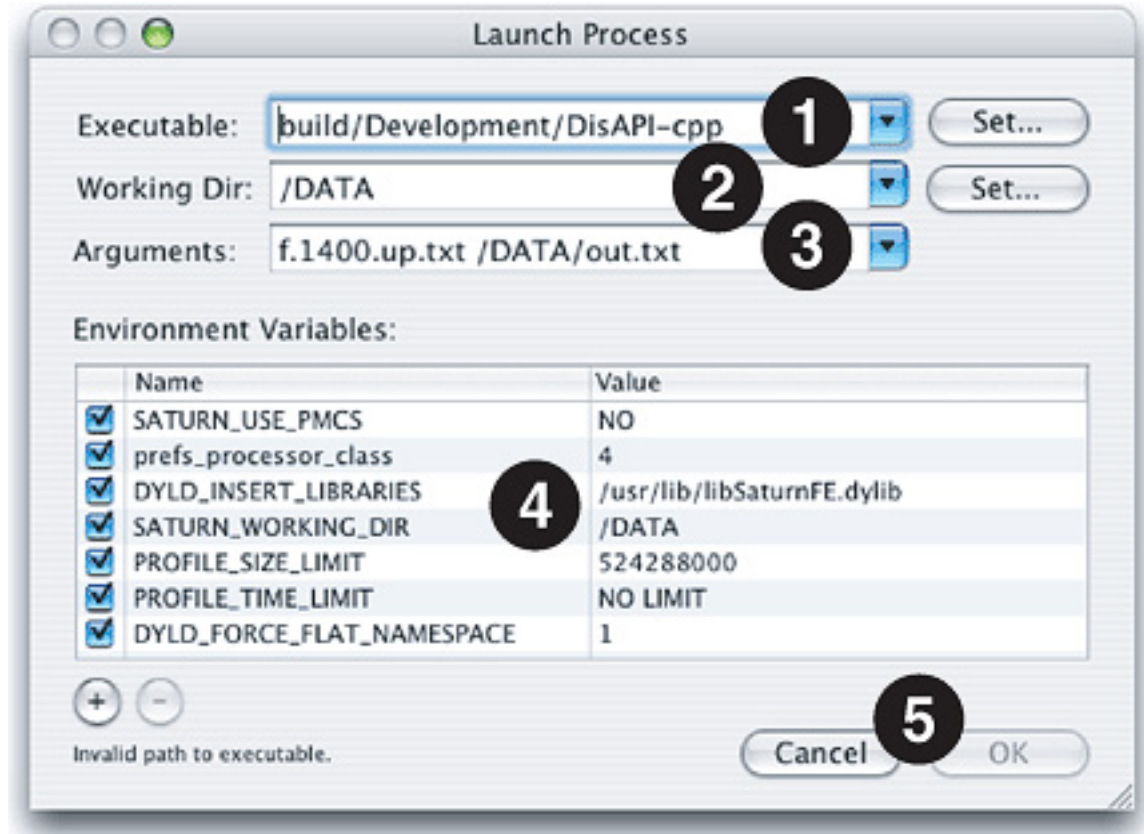 Launch Process
Executable: build/Development/DisAPI-cpp 1 Set...
Working Dir: /DATA 2 Set...
Arguments: f.1400.up.txt /DATA/out.txt 3
Environment Variables:
Name Value
SATURN_USE_PMCS NO
prefs_processor_class 4
DYLD_INSERT_LIBRARIES /usr/lib/libSaturnFE.dylib
4
SATURN_WORKING_DIR /DATA
PROFILE_SIZE_LIMIT 524288000
PROFILE_TIME_LIMIT NO LIMIT
DYLD_FORCE_FLAT_NAMESPACE 1
+ −
5
Invalid path to executable. Cancel OK